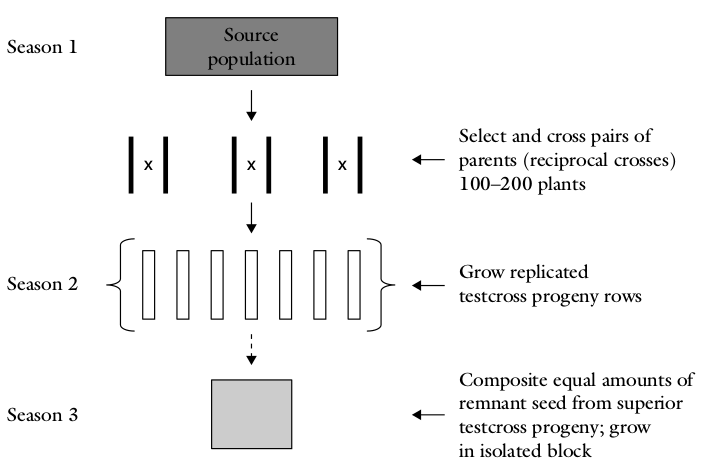 Season 1
Source
population
x
x
x
Select and cross pairs of
parents (reciprocal crosses)
100–200 plants
Season 2
Grow replicated
testcross progeny rows
Season 3
Composite equal amounts of
remnant seed from superior
testcross progeny; grow
in isolated block